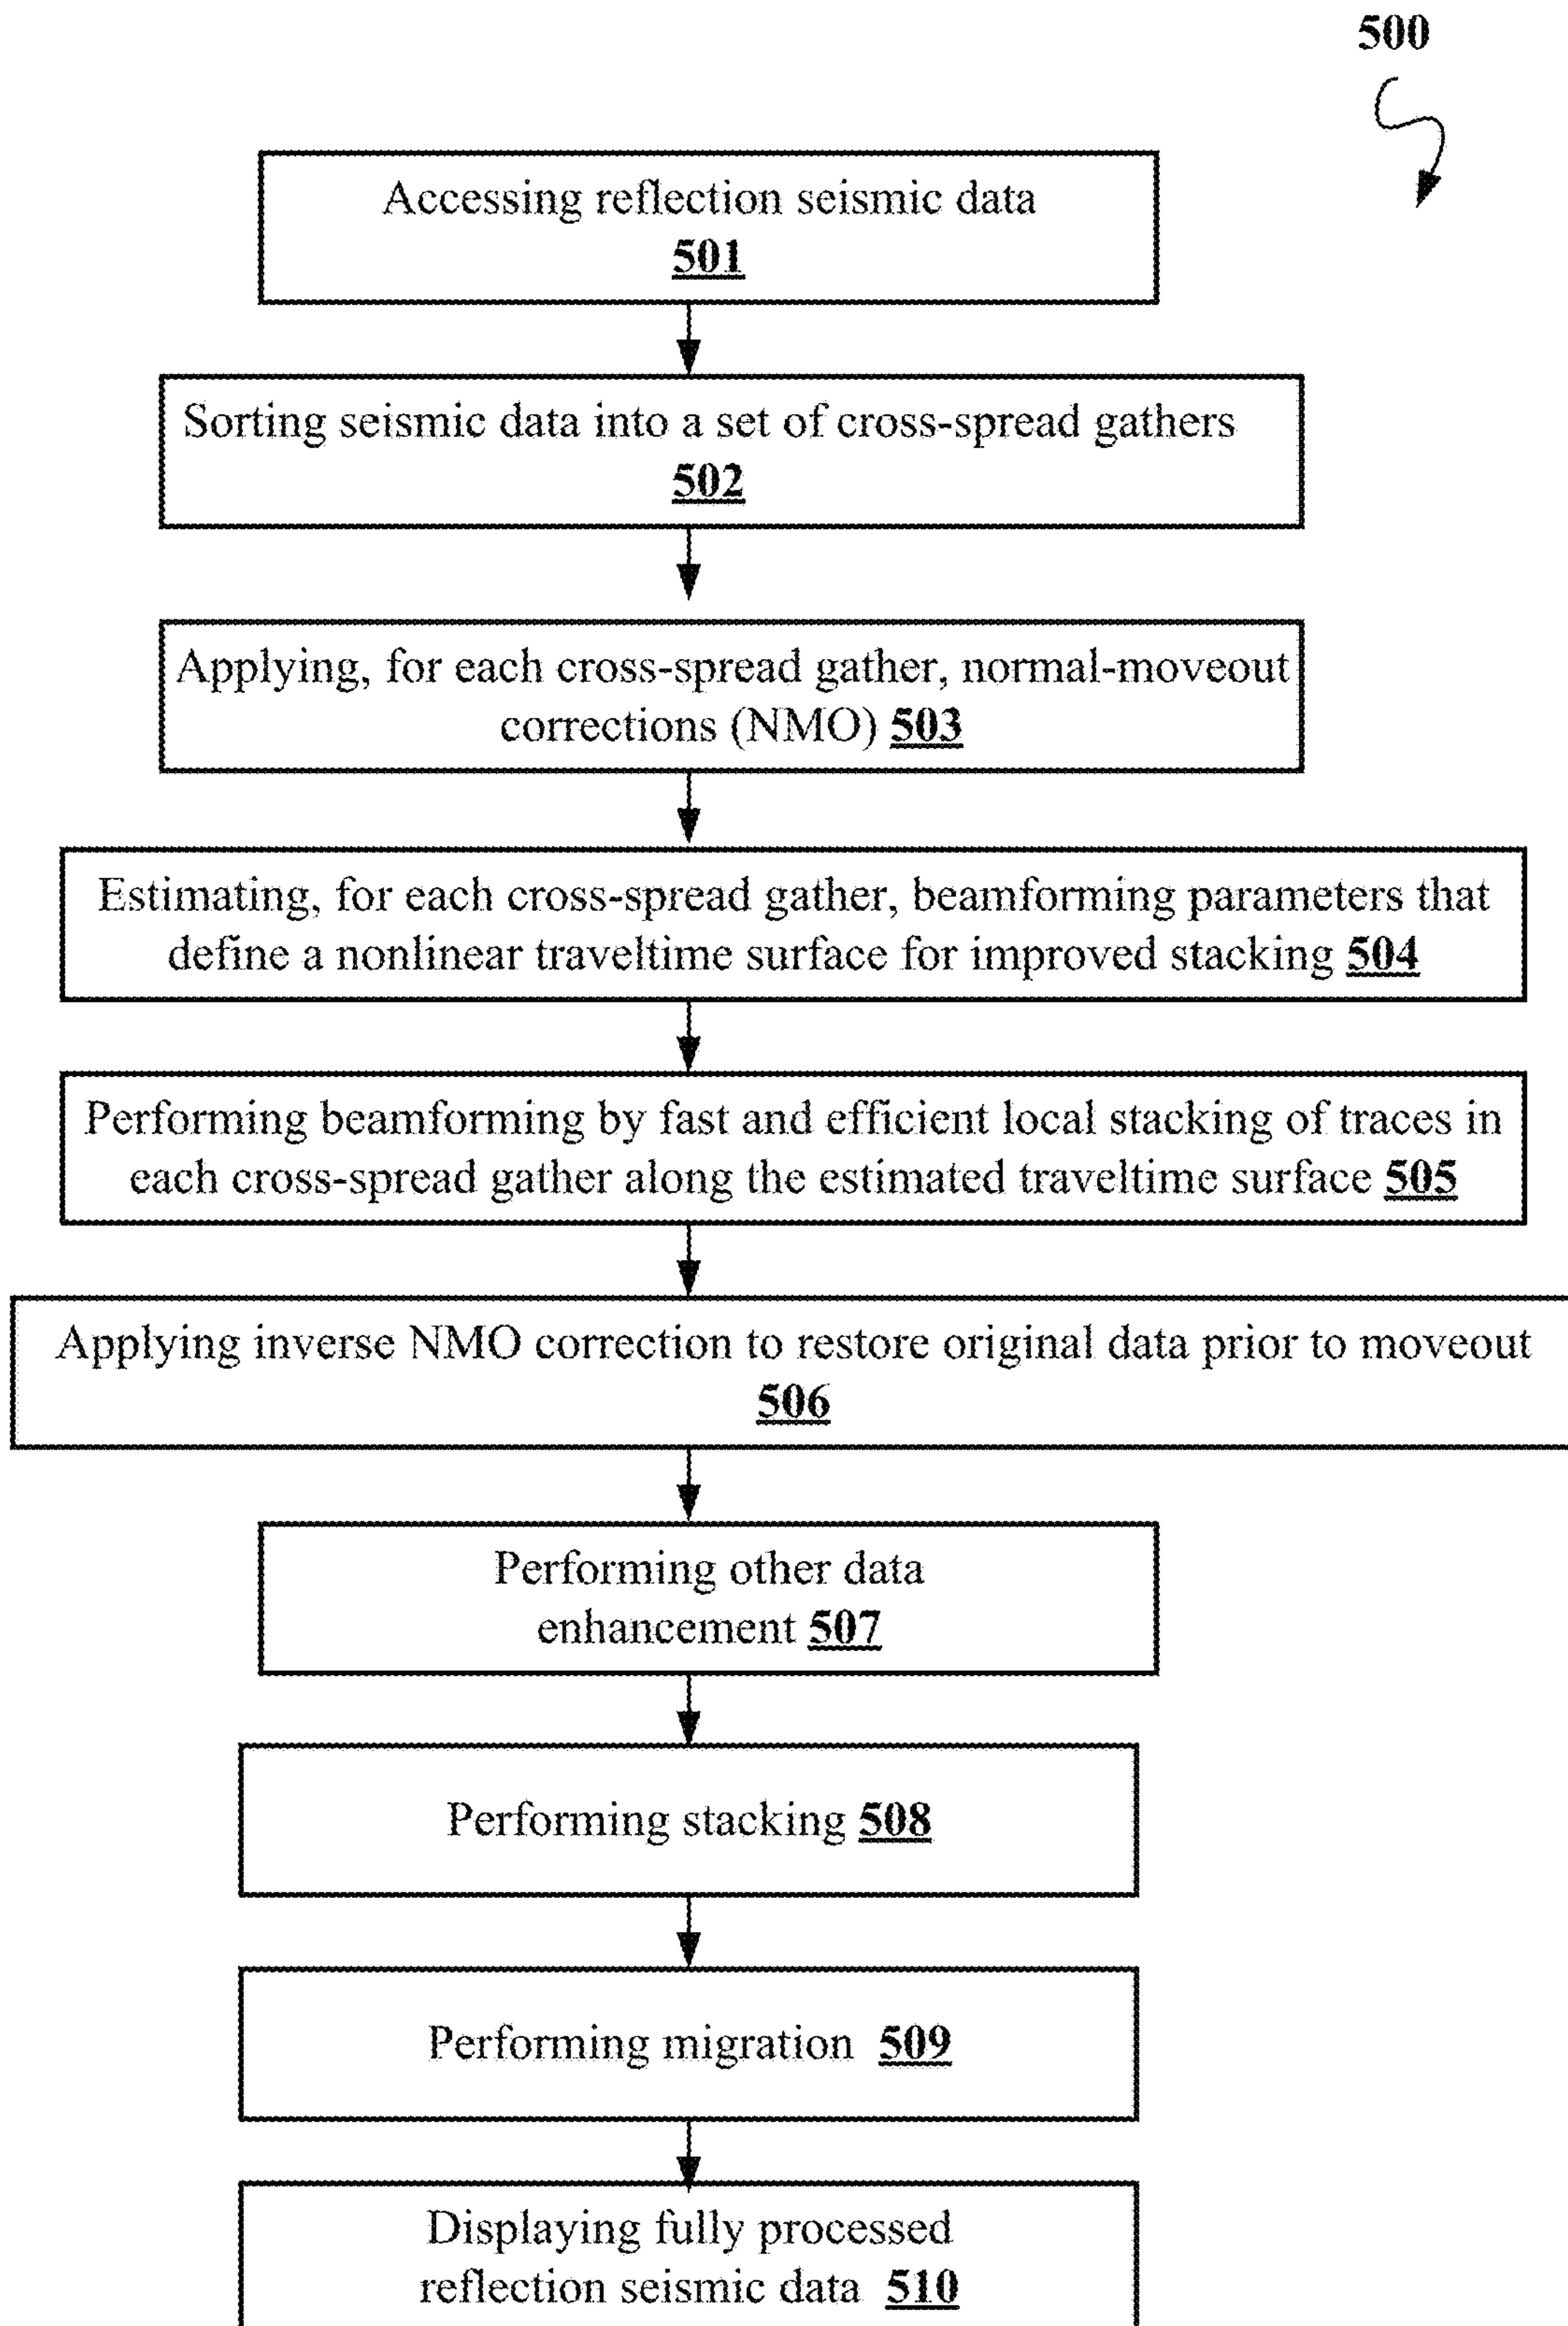 500
Accessing reflection seismic data
501
Sorting seismic data into a set of cross-spread gathers
502
Applying, for each cross-spread gather, normal-moveout
corrections (NMO) 503
Estimating, for each cross-spread gather, beamforming parameters that
define a nonlinear traveltime surface for improved stacking 504
Performing beamforming by fast and efficient local stacking of traces in
each cross-spread gather along the estimated traveltime surface 505
Applying inverse NMO correction to restore original data prior to moveout
506
Performing other data
enhancement 507
Performing stacking 508
Performing migration 509
Displaying fully processed
reflection seismic data 510